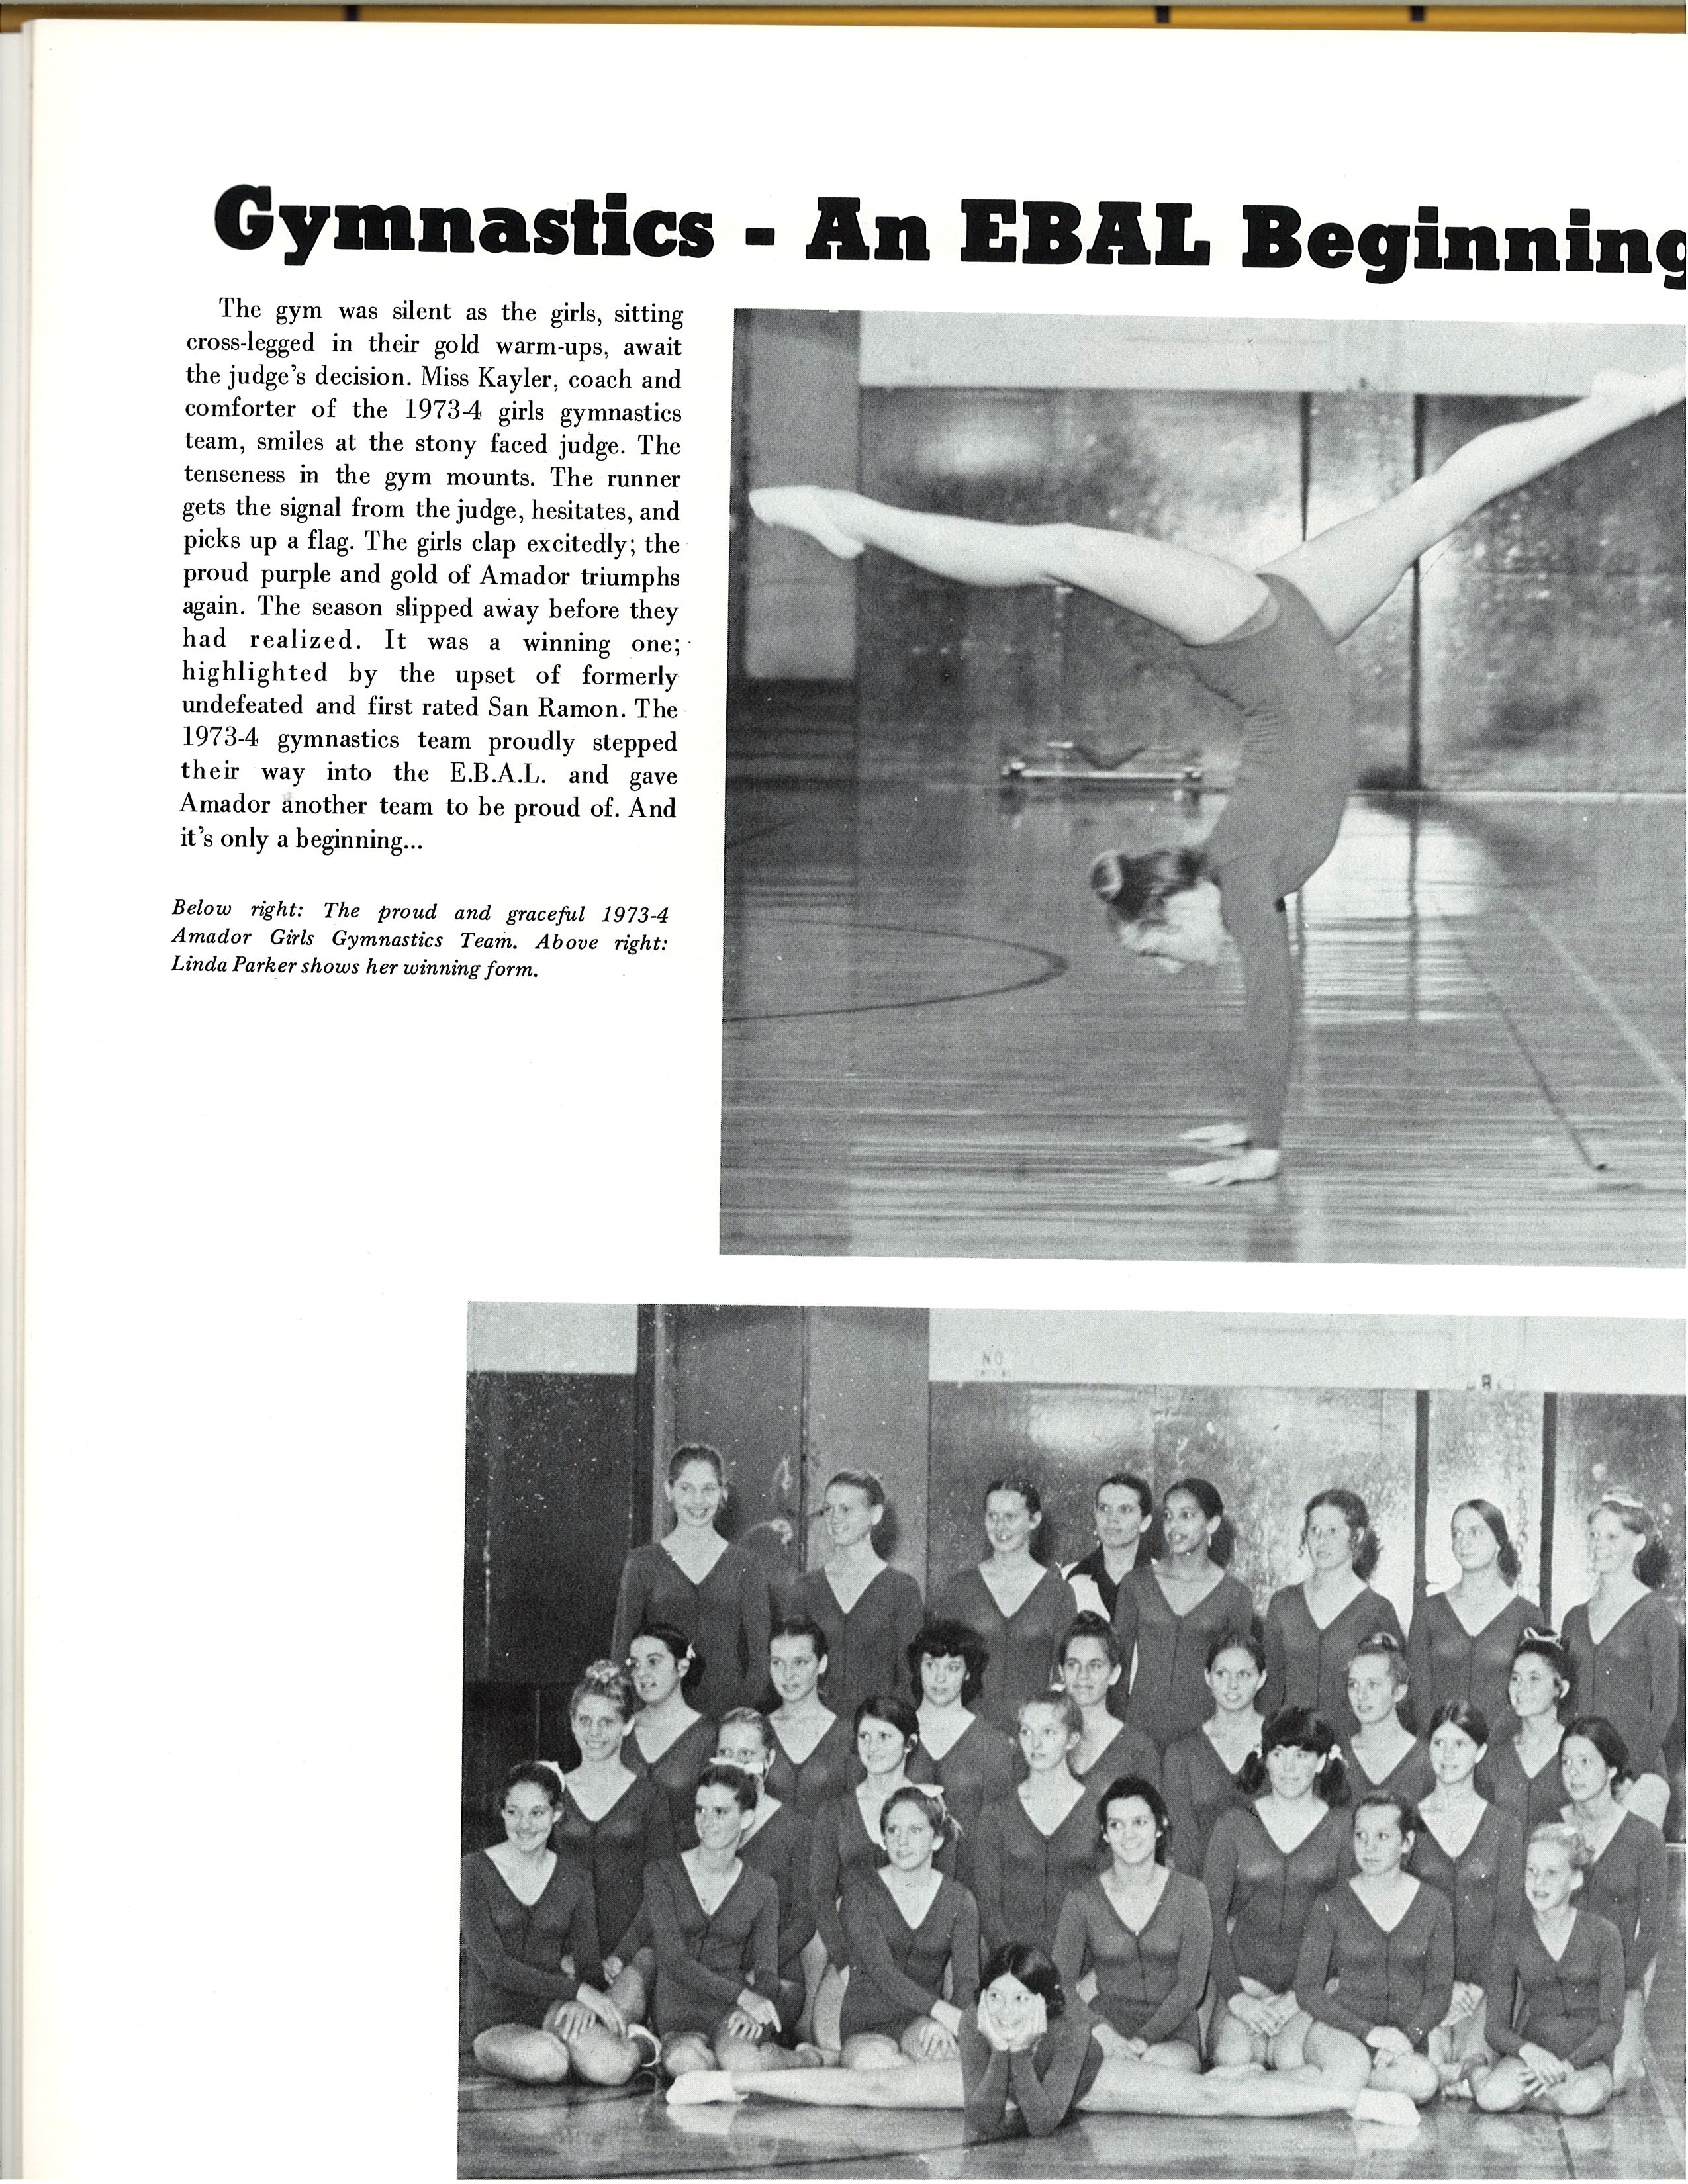 Gymnastics - An EBAL Beginning
The gym was silent as the girls, sitting
cross-legged in their gold warm-ups, await
the judge's decision. Miss Kayler, coach and
comforter of the 1973-4 girls gymnastics
team, smiles at the stony faced judge. The
tenseness in the gym mounts. The runner
gets the signal from the judge, hesitates, and
picks up a flag. The girls clap excitedly; the
proud purple and gold of Amador triumphs
again. The season slipped away before they
had realized. It was a winning one;
highlighted by the upset of formerly
undefeated and first rated San Ramon. The
1973-4 gymnastics team proudly stepped
their way into the E.B.A.L. and gave
Amador another team to be proud of. And
it's only a beginning...
Below right: The proud and graceful 1973-4
Amador Girls Gymnastics Team. Above right:
Linda Parker shows her winning form.
NO